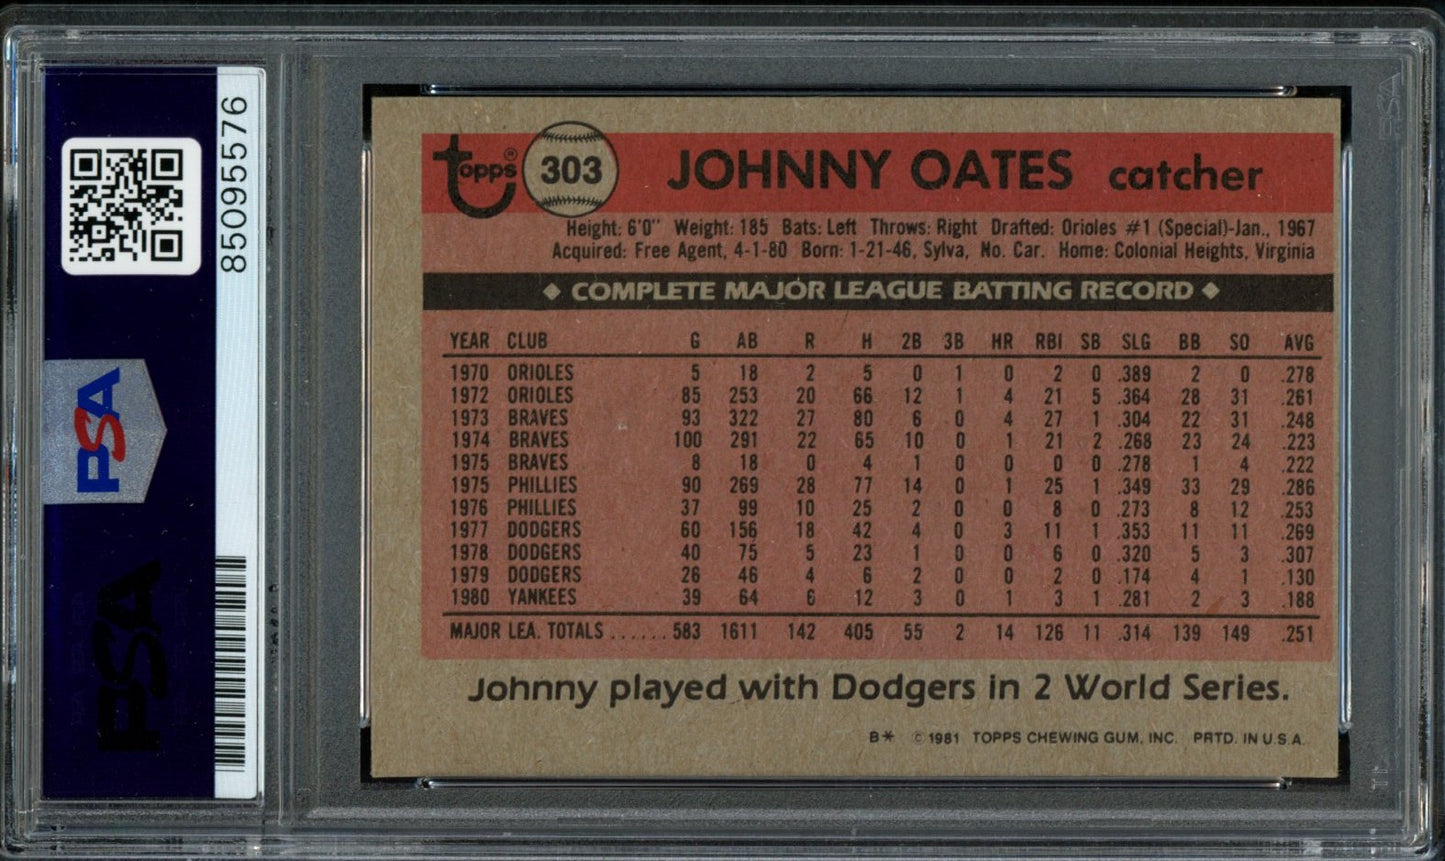 85095576
PSA
PSA
Topps® 303 JOHNNY OATES catcher
Height: 6'0" Weight: 185 Bats: Left Throws: Right Drafted: Orioles #1 (Special)-Jan., 1967
Acquired: Free Agent, 4-1-80 Born: 1-21-46, Sylva, No. Car. Home: Colonial Heights, Virginia
◆ COMPLETE MAJOR LEAGUE BATTING RECORD ◆
YEAR CLUB G AB R H 2B 3B HR RBI SB SLG BB SO AVG
1970 ORIOLES 5 18 2 5 0 1 0 2 0 .389 2 0 .278
1972 ORIOLES 85 253 20 66 12 1 4 21 5 .364 28 31 .261
1973 BRAVES 93 322 27 80 6 0 4 27 1 .304 22 31 .248
1974 BRAVES 100 291 22 65 10 0 1 21 2 .268 23 24 .223
1975 BRAVES 8 18 0 4 1 0 0 0 0 .278 1 4 .222
1975 PHILLIES 90 269 28 77 14 0 1 25 1 .349 33 29 .286
1976 PHILLIES 37 99 10 25 2 0 0 8 0 .273 8 12 .253
1977 DODGERS 60 156 18 42 4 0 3 11 1 .353 11 11 .269
1978 DODGERS 40 75 5 23 1 0 0 6 0 .320 5 3 .307
1979 DODGERS 26 46 4 6 2 0 0 2 0 .174 4 1 .130
1980 YANKEES 39 64 6 12 3 0 1 3 1 .281 2 3 .188
MAJOR LEA. TOTALS ...... 583 1611 142 405 55 2 14 126 11 .314 139 149 .251
Johnny played with Dodgers in 2 World Series.
B* © 1981 TOPPS CHEWING GUM, INC. PRTD. IN U.S.A.
PSA